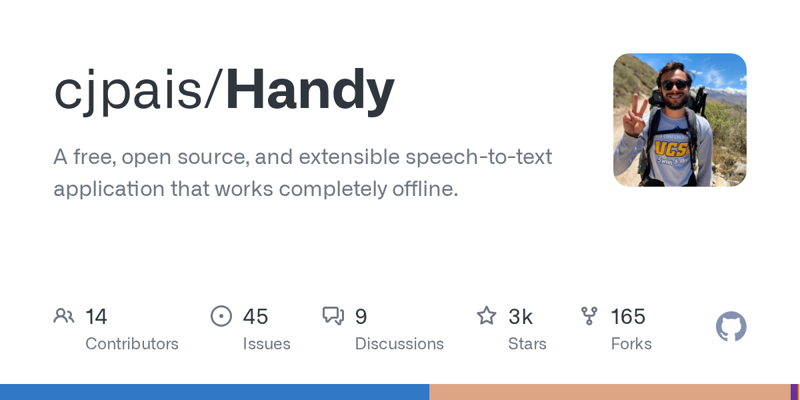 cjpais/Handy
A free, open source, and extensible speech-to-text
application that works completely offline.
UCSB
14
Contributors
45
Issues
9
Discussions
3k
Stars
165
Forks